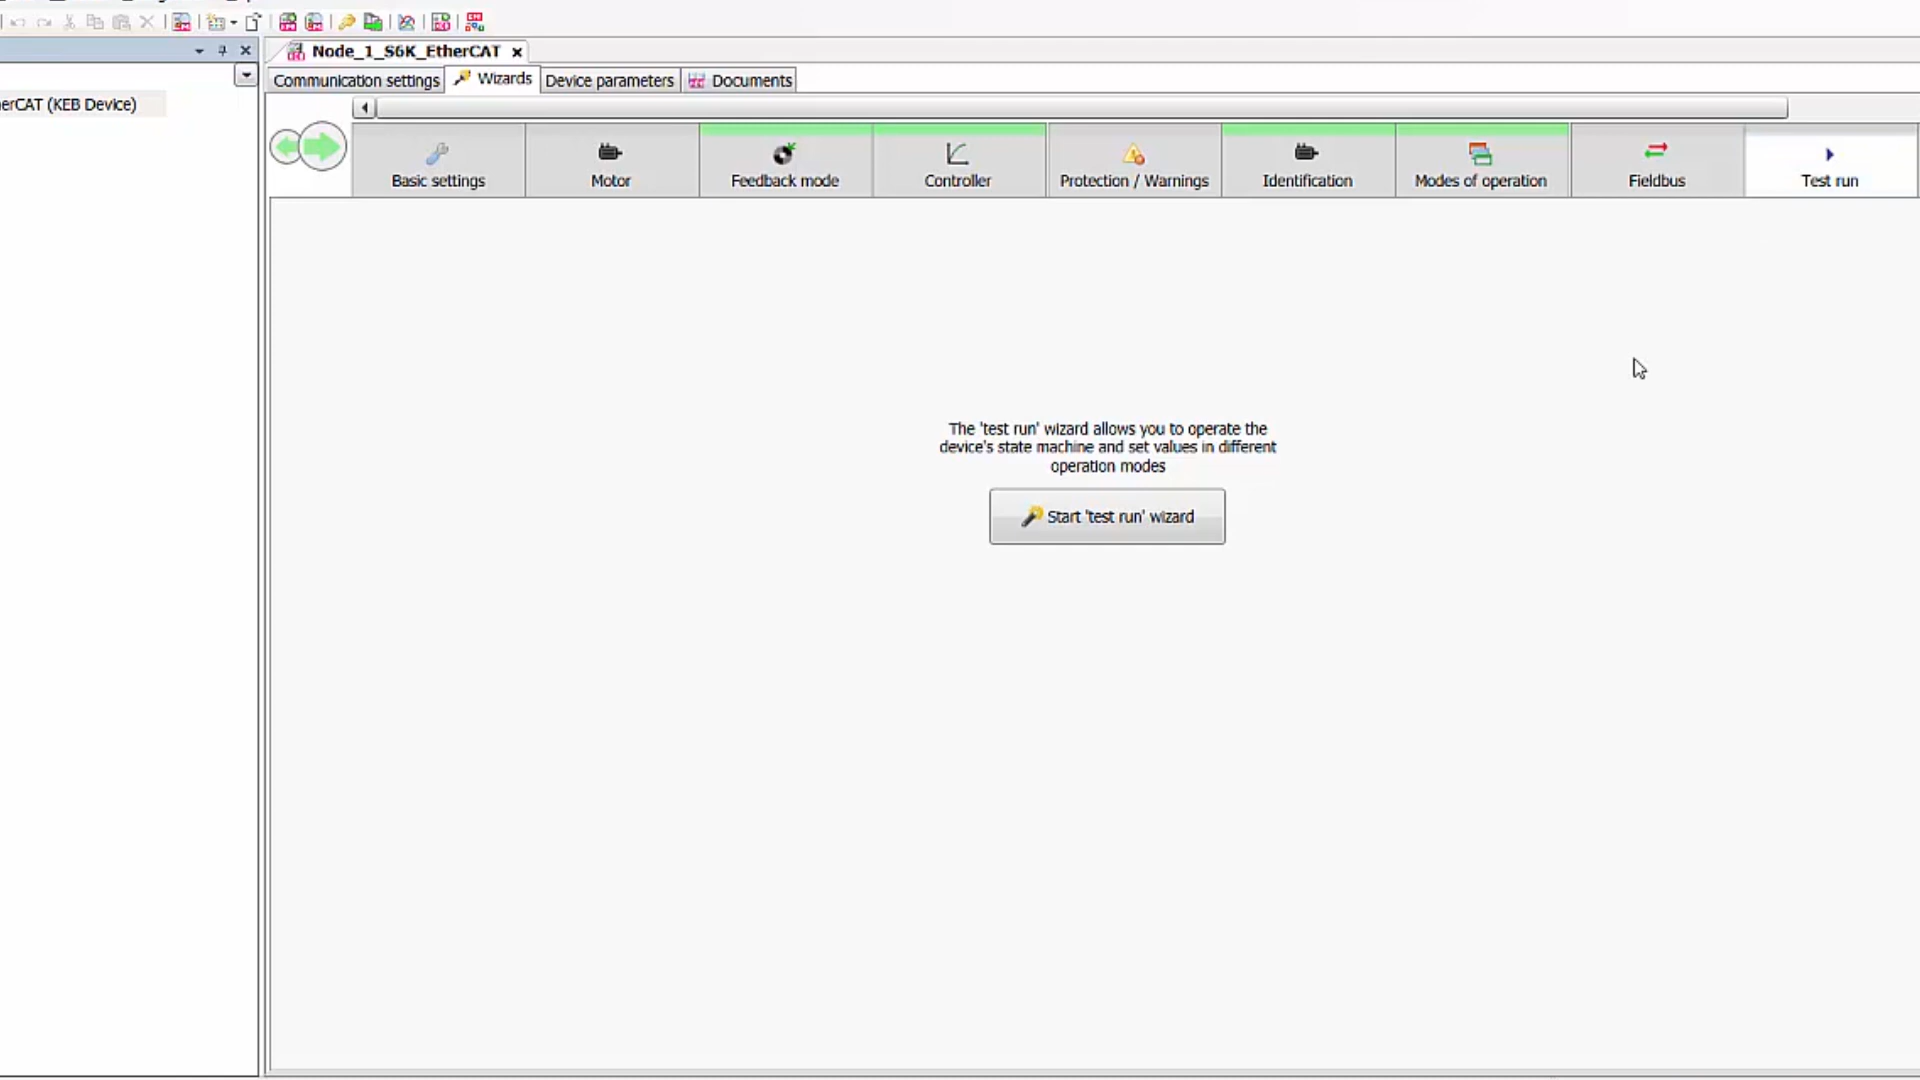 Node_1_S6K_EtherCAT
Communication settings Wizards Device parameters Documents
erCAT (KEB Device)
Basic settings Motor Feedback mode Controller Protection / Warnings Identification Modes of operation Fieldbus Test run
The 'test run' wizard allows you to operate the
device's state machine and set values in different
operation modes
Start 'test run' wizard